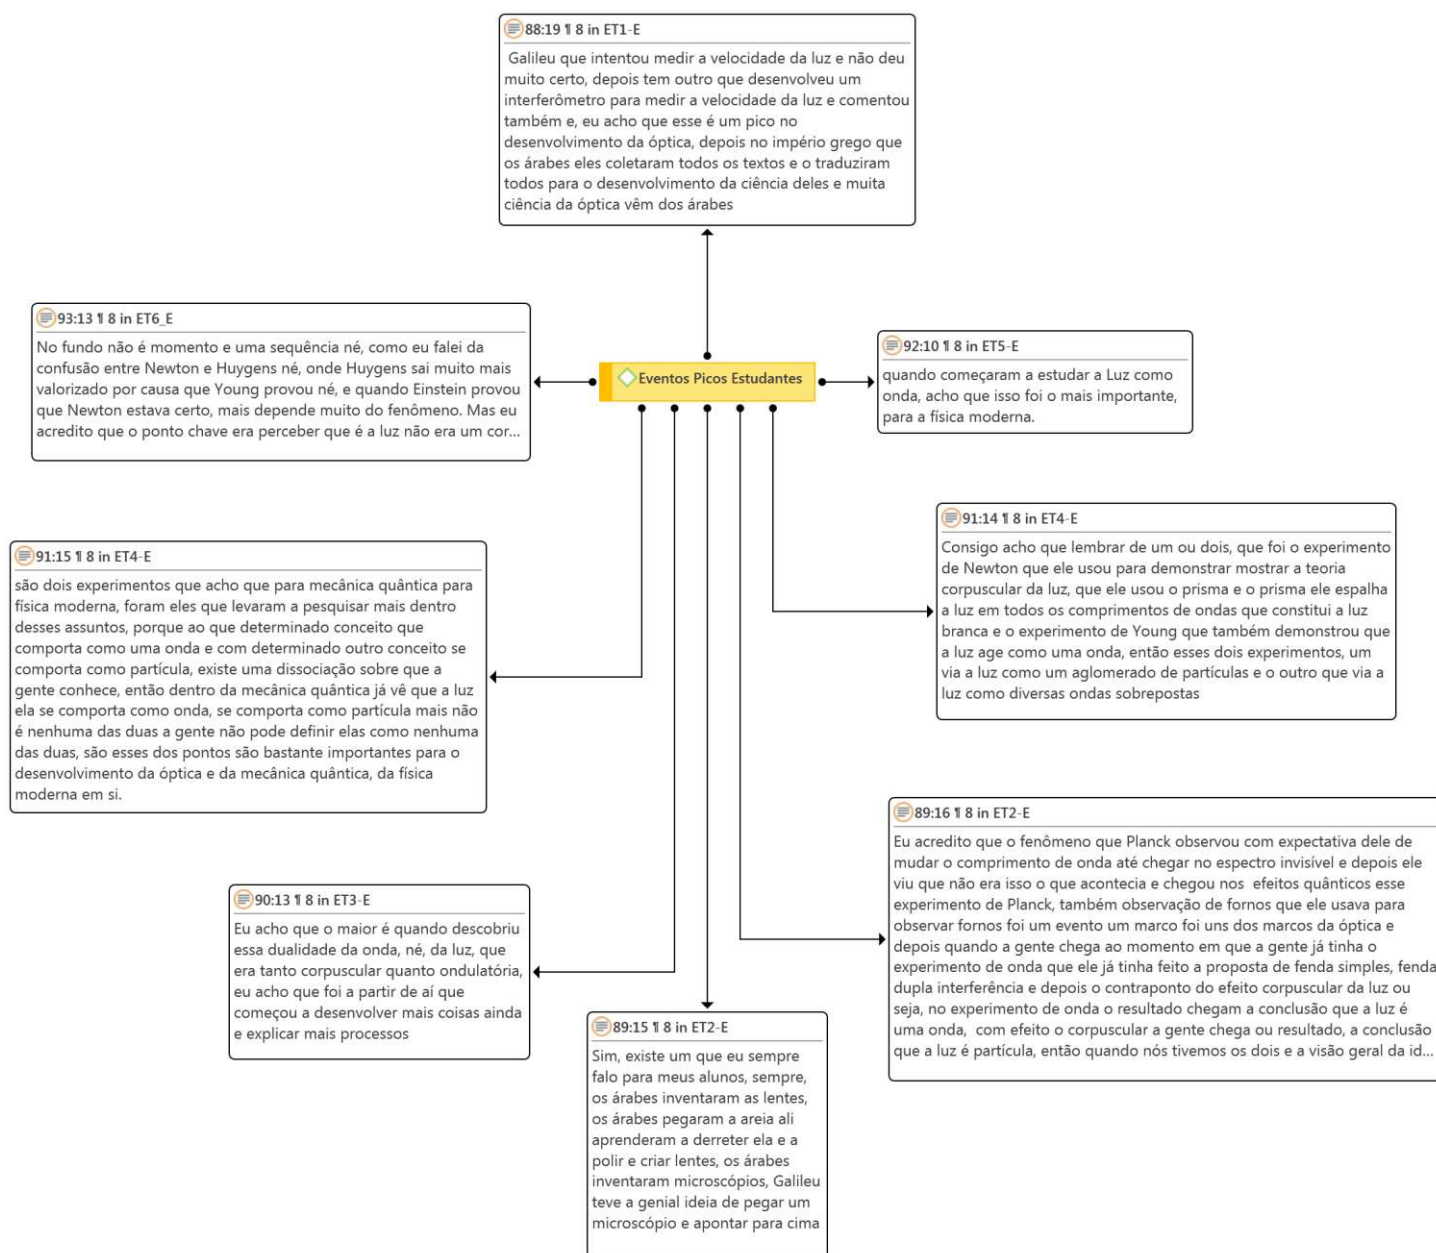 88:19 ¶ 8 in ET1-E
Galileu que intentou medir a velocidade da luz e não deu
muito certo, depois tem outro que desenvolveu um
interferômetro para medir a velocidade da luz e comentou
também e, eu acho que esse é um pico no
desenvolvimento da óptica, depois no império grego que
os árabes eles coletaram todos os textos e o traduziram
todos para o desenvolvimento da ciência deles e muita
ciência da óptica vêm dos árabes
93:13 ¶ 8 in ET6_E
No fundo não é momento e uma sequência né, como eu falei da
confusão entre Newton e Huygens né, onde Huygens sai muito mais
valorizado por causa que Young provou né, e quando Einstein provou
que Newton estava certo, mais depende muito do fenômeno. Mas eu
acredito que o ponto chave era perceber que é a luz não era um cor...
Eventos Picos Estudantes
92:10 ¶ 8 in ET5-E
quando começaram a estudar a Luz como
onda, acho que isso foi o mais importante,
para a física moderna.
91:14 ¶ 8 in ET4-E
Consigo acho que lembrar de um ou dois, que foi o experimento
de Newton que ele usou para demonstrar mostrar a teoria
corpuscular da luz, que ele usou o prisma e o prisma ele espalha
a luz em todos os comprimentos de ondas que constitui a luz
branca e o experimento de Young que também demonstrou que
a luz age como uma onda, então esses dois experimentos, um
via a luz como um aglomerado de partículas e o outro que via a
luz como diversas ondas sobrepostas
91:15 ¶ 8 in ET4-E
são dois experimentos que acho que para mecânica quântica para
física moderna, foram eles que levaram a pesquisar mais dentro
desses assuntos, porque ao que determinado conceito que
comporta como uma onda e com determinado outro conceito se
comporta como partícula, existe uma dissociação sobre que a
gente conhece, então dentro da mecânica quântica já vê que a luz
ela se comporta como onda, se comporta como partícula mais não
é nenhuma das duas a gente não pode definir elas como nenhuma
das duas, são esses dos pontos são bastante importantes para o
desenvolvimento da óptica e da mecânica quântica, da física
moderna em si.
89:16 ¶ 8 in ET2-E
Eu acredito que o fenômeno que Planck observou com expectativa dele de
mudar o comprimento de onda até chegar no espectro invisível e depois ele
viu que não era isso o que acontecia e chegou nos  efeitos quânticos esse
experimento de Planck, também observação de fornos que ele usava para
observar fornos foi um evento um marco foi uns dos marcos da óptica e
depois quando a gente chega ao momento em que a gente já tinha o
experimento de onda que ele já tinha feito a proposta de fenda simples, fenda
dupla interferência e depois o contraponto do efeito corpuscular da luz ou
seja, no experimento de onda o resultado chegam a conclusão que a luz é
uma onda,  com efeito o corpuscular a gente chega ou resultado, a conclusão
que a luz é partícula, então quando nós tivemos os dois e a visão geral da id...
90:13 ¶ 8 in ET3-E
Eu acho que o maior é quando descobriu
essa dualidade da onda, né, da luz, que
era tanto corpuscular quanto ondulatória,
eu acho que foi a partir de aí que
começou a desenvolver mais coisas ainda
e explicar mais processos
89:15 ¶ 8 in ET2-E
Sim, existe um que eu sempre
falo para meus alunos, sempre,
os árabes inventaram as lentes,
os árabes pegaram a areia ali
aprenderam a derreter ela e a
polir e criar lentes, os árabes
inventaram microscópios, Galileu
teve a genial ideia de pegar um
microscópio e apontar para cima